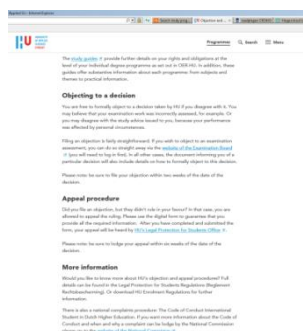 Programmes Search Menu
The study guides provide further details on your rights and obligations at the
level of your individual degree programme as set out in OER-HU. In addition, these
guides offer substantive information about each programme: from subjects and
themes to practical information.
Objecting to a decision
You are free to formally object to a decision taken by HU if you disagree with it. You
may believe that your examination work was incorrectly assessed, for example. Or
you may disagree with the study advice issued to you, because your performance
was affected by personal circumstances.
Filing an objection is fairly straightforward. If you wish to object to an examination
assessment, you can do so straight away via the website of the Examination Board
(you will need to log in first). In all other cases, the document informing you of a
particular decision will also include details on how to formally object to this decision.
Please note: be sure to file your objection within two weeks of the date of the
decision.
Appeal procedure
Did you file an objection, but they didn't rule in your favour? In that case, you are
allowed to appeal this ruling. Please use the digital form to guarantee that you
provide all the required information. After you have completed and submitted the
form, your appeal will be heard by HU's Legal Protection for Students Office
Please note: be sure to lodge your appeal within six weeks of the date of the
decision.
More information
Would you like to know more about HU's objection and appeal procedures? Full
details can be found in the Legal Protection for Students Regulations (Reglement
Rechtsbescherming). Or download HU Enrolment Regulations for further
information.
There is also a national complaints procedure: The Code of Conduct International
Student in Dutch Higher Education. If you want more information about the Code of
Conduct and when and why a complaint can be lodge by the National Commission